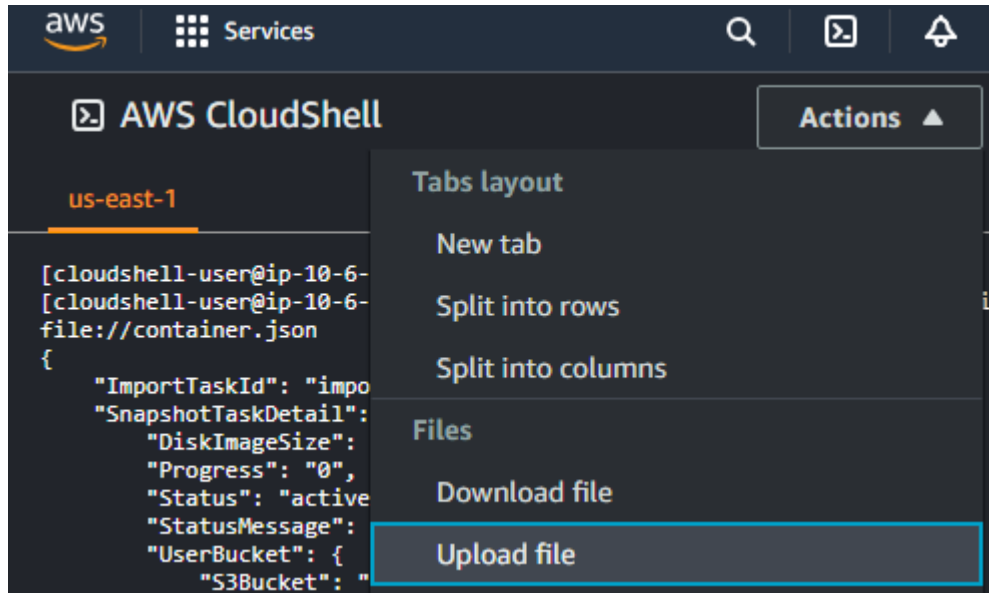 aws
Services
AWS CloudShell
Actions
us-east-1
Tabs layout
New tab
Split into rows
Split into columns
Files
Download file
Upload file
[cloudshell-user@ip-10-6-
[cloudshell-user@ip-10-6-
file://container.json
{
"ImportTaskId": "impo
"SnapshotTaskDetail":
"DiskImageSize":
"Progress": "0",
"Status": "active
"StatusMessage":
"UserBucket": {
"S3Bucket": "